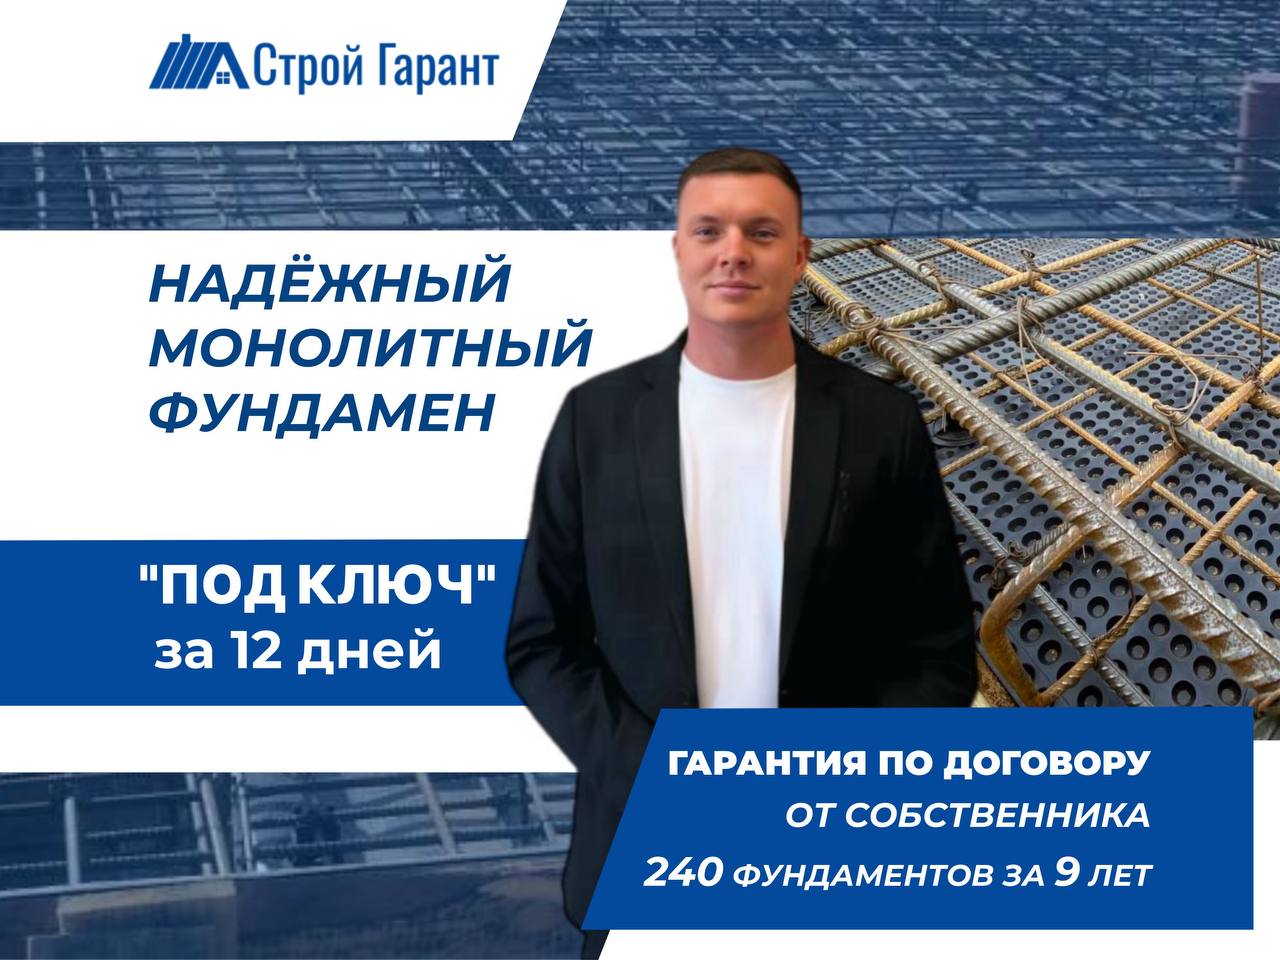 Строй Гарант
НАДЁЖНЫЙ
МОНОЛИТНЫЙ
ФУНДАМЕН
"ПОД КЛЮЧ"
за 12 дней
ГАРАНТИЯ ПО ДОГОВОРУ
ОТ СОБСТВЕННИКА
240 ФУНДАМЕНТОВ ЗА 9 ЛЕТ